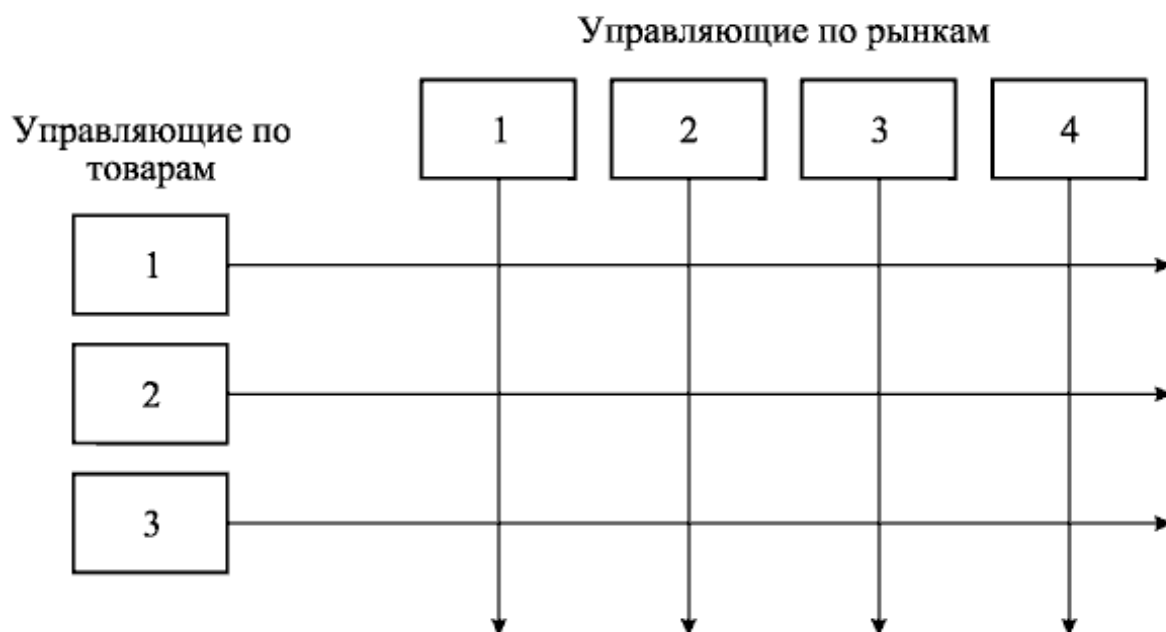 Управляющие по рынкам
1 2 3 4
Управляющие по
товарам
1
2
3